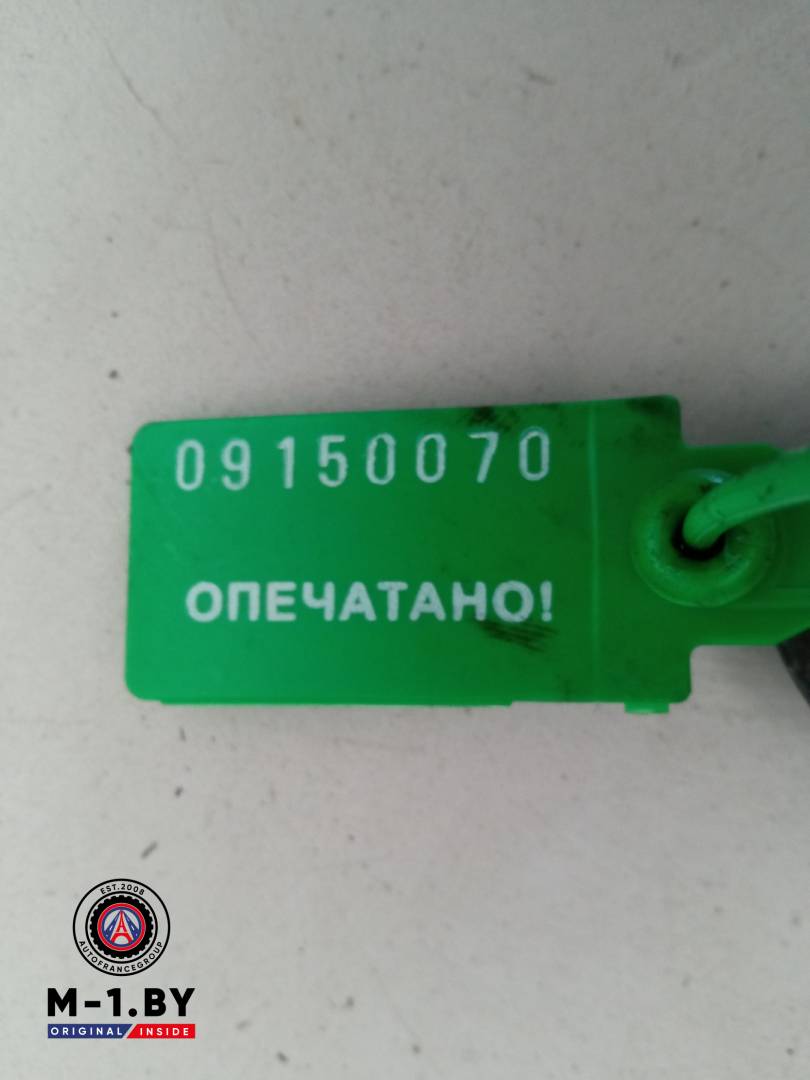 09150070
ОПЕЧАТАНО!
EST.2008
AUTOFRANCEGROUP
M-1.BY
ORIGINAL INSIDE